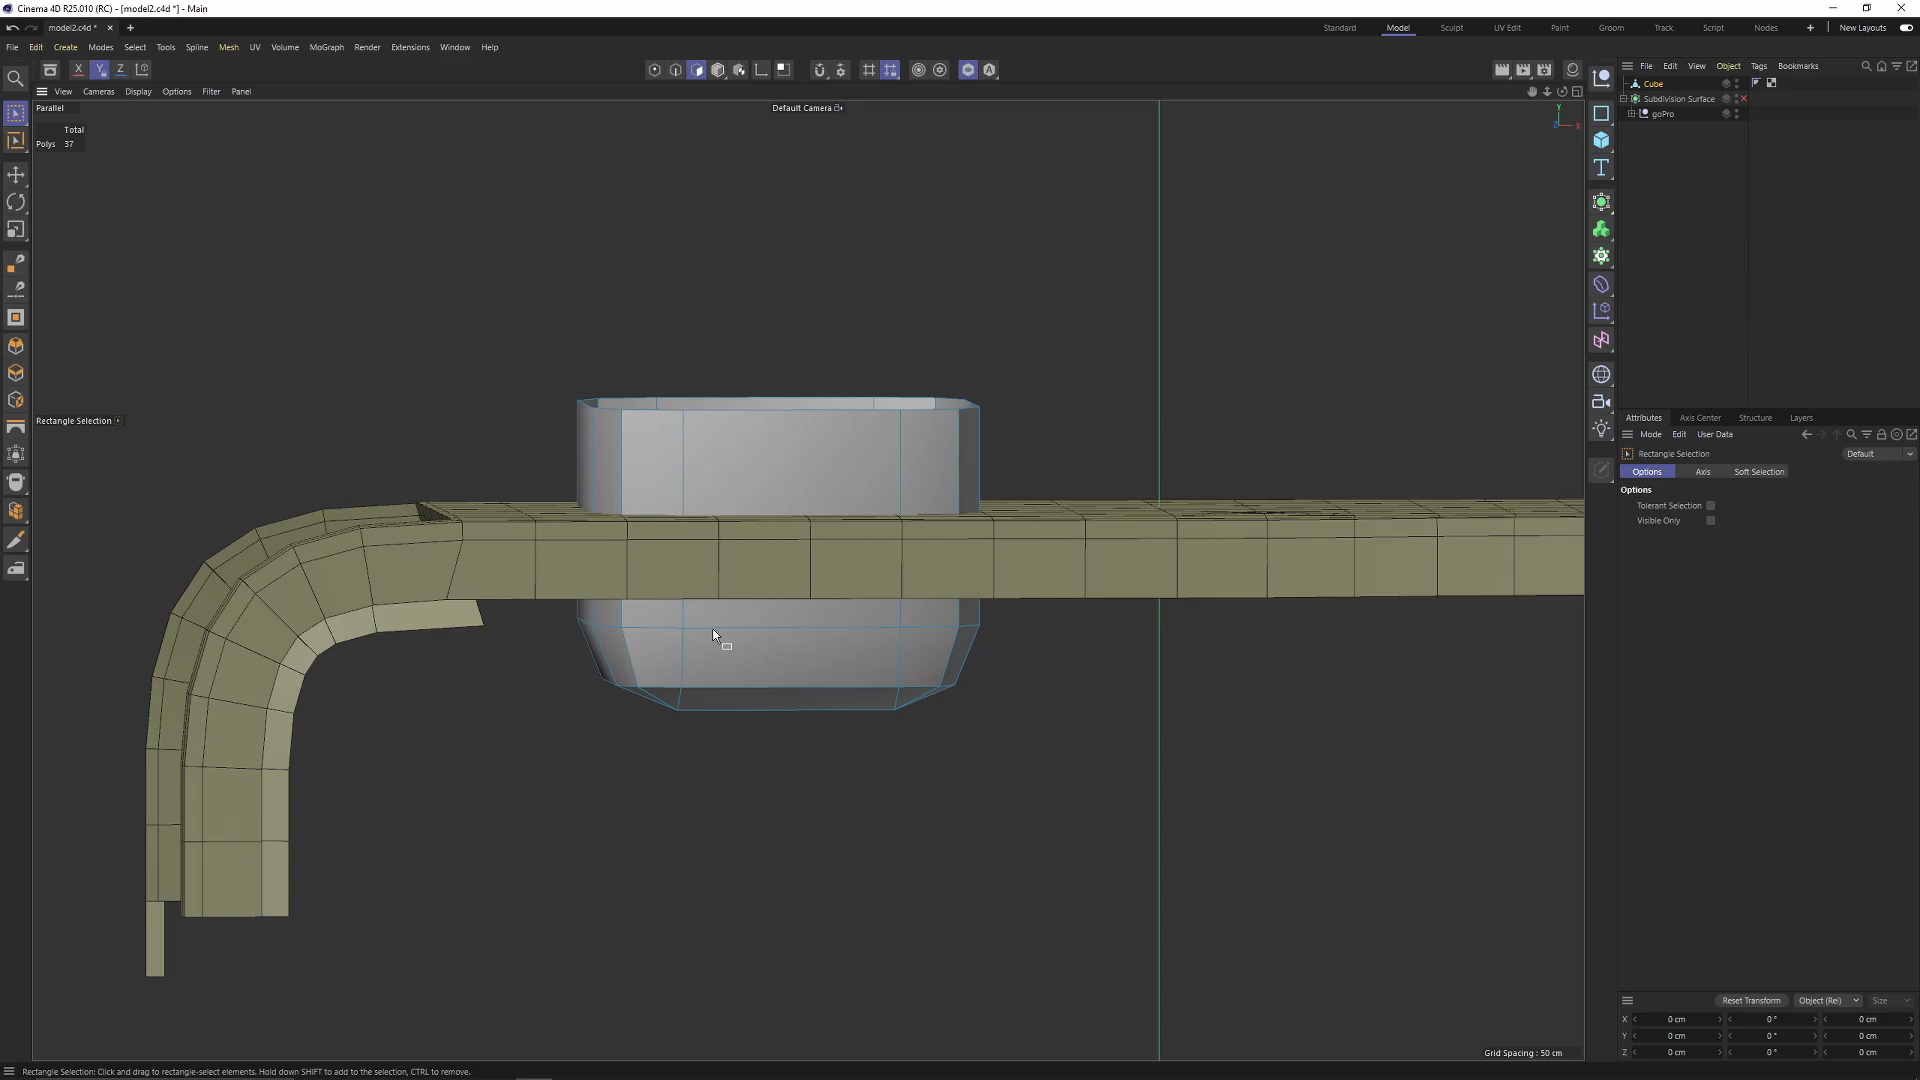 Cinema 4D R25.010 (RC) - [model2.c4d *] - Main
model2.c4d *
Standard Model Sculpt UV Edit Paint Groom Track Script Nodes New Layouts
File Edit Create Modes Select Tools Spline Mesh UV Volume MoGraph Render Extensions Window Help
File Edit View Object Tags Bookmarks
X Y Z
View Cameras Display Options Filter Panel
Parallel Default Camera
Total
Polys 37
Y
Z X
Cube
Subdivision Surface
goPro
Rectangle Selection
Attributes Axis Center Structure Layers
Mode Edit User Data
Rectangle Selection Default
Options Axis Soft Selection
Options
Tolerant Selection
Visible Only
Reset Transform Object (Rel) Size
X 0 cm 0 ° 0 cm
Y 0 cm 0 ° 0 cm
Z 0 cm 0 ° 0 cm
Grid Spacing : 50 cm
Rectangle Selection: Click and drag to rectangle-select elements. Hold down SHIFT to add to the selection, CTRL to remove.